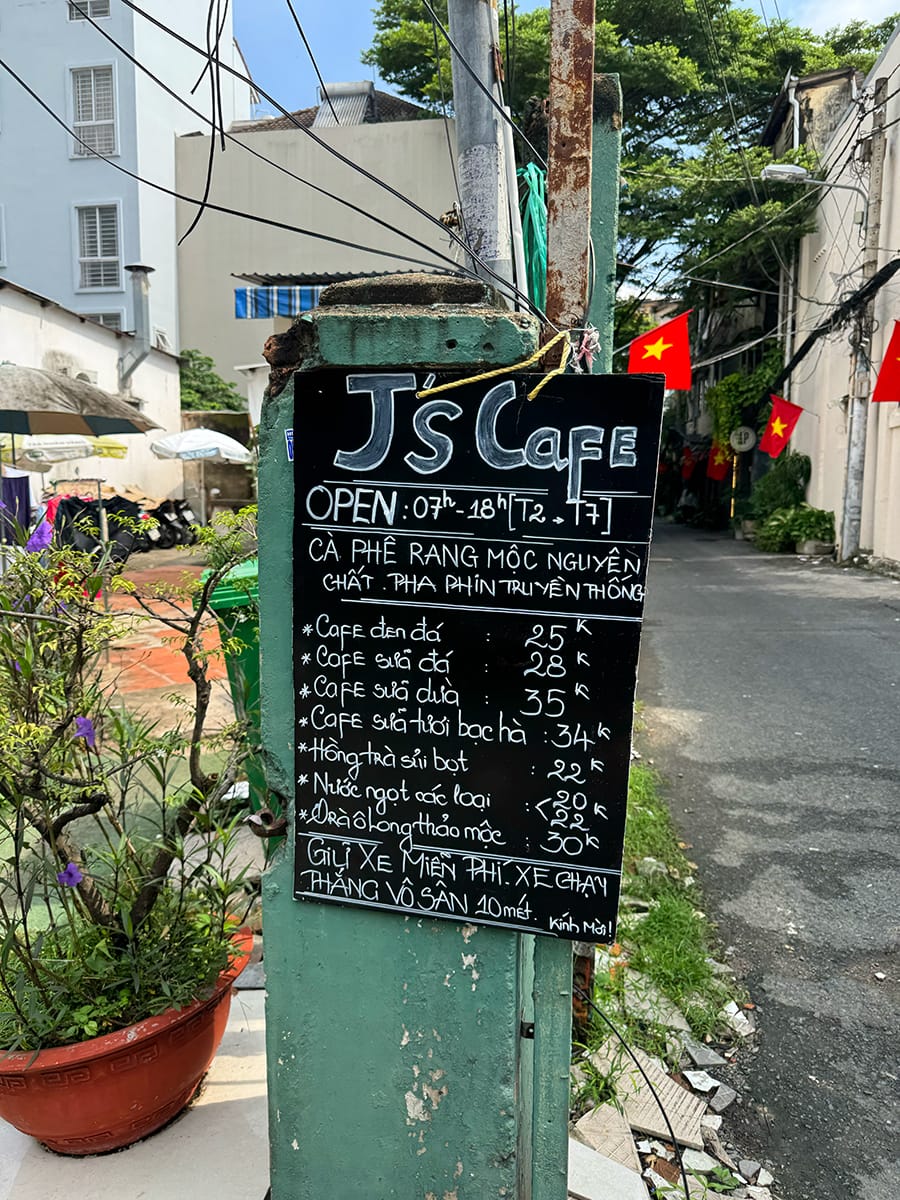 J's Cafe
OPEN : 07h - 18h [T2 → T7]
CÀ PHÊ RANG MỘC NGUYÊN
CHẤT . PHA PHIN TRUYỀN THỐNG
* CAFE đen đá : 25K
* CAFE sữa đá : 28K
* CAFE sữa dừa : 35K
* CAFE sữa tươi bạc hà : 34K
* Hồng trà sủi bọt : 22K
* Nước ngọt các loại : < 20K 22
* Trà ô Long thảo mộc : 30K
GIỮ XE MIỄN PHÍ. XE CHẠY
THẲNG VÔ SÂN 10 mét. Kính Mời!